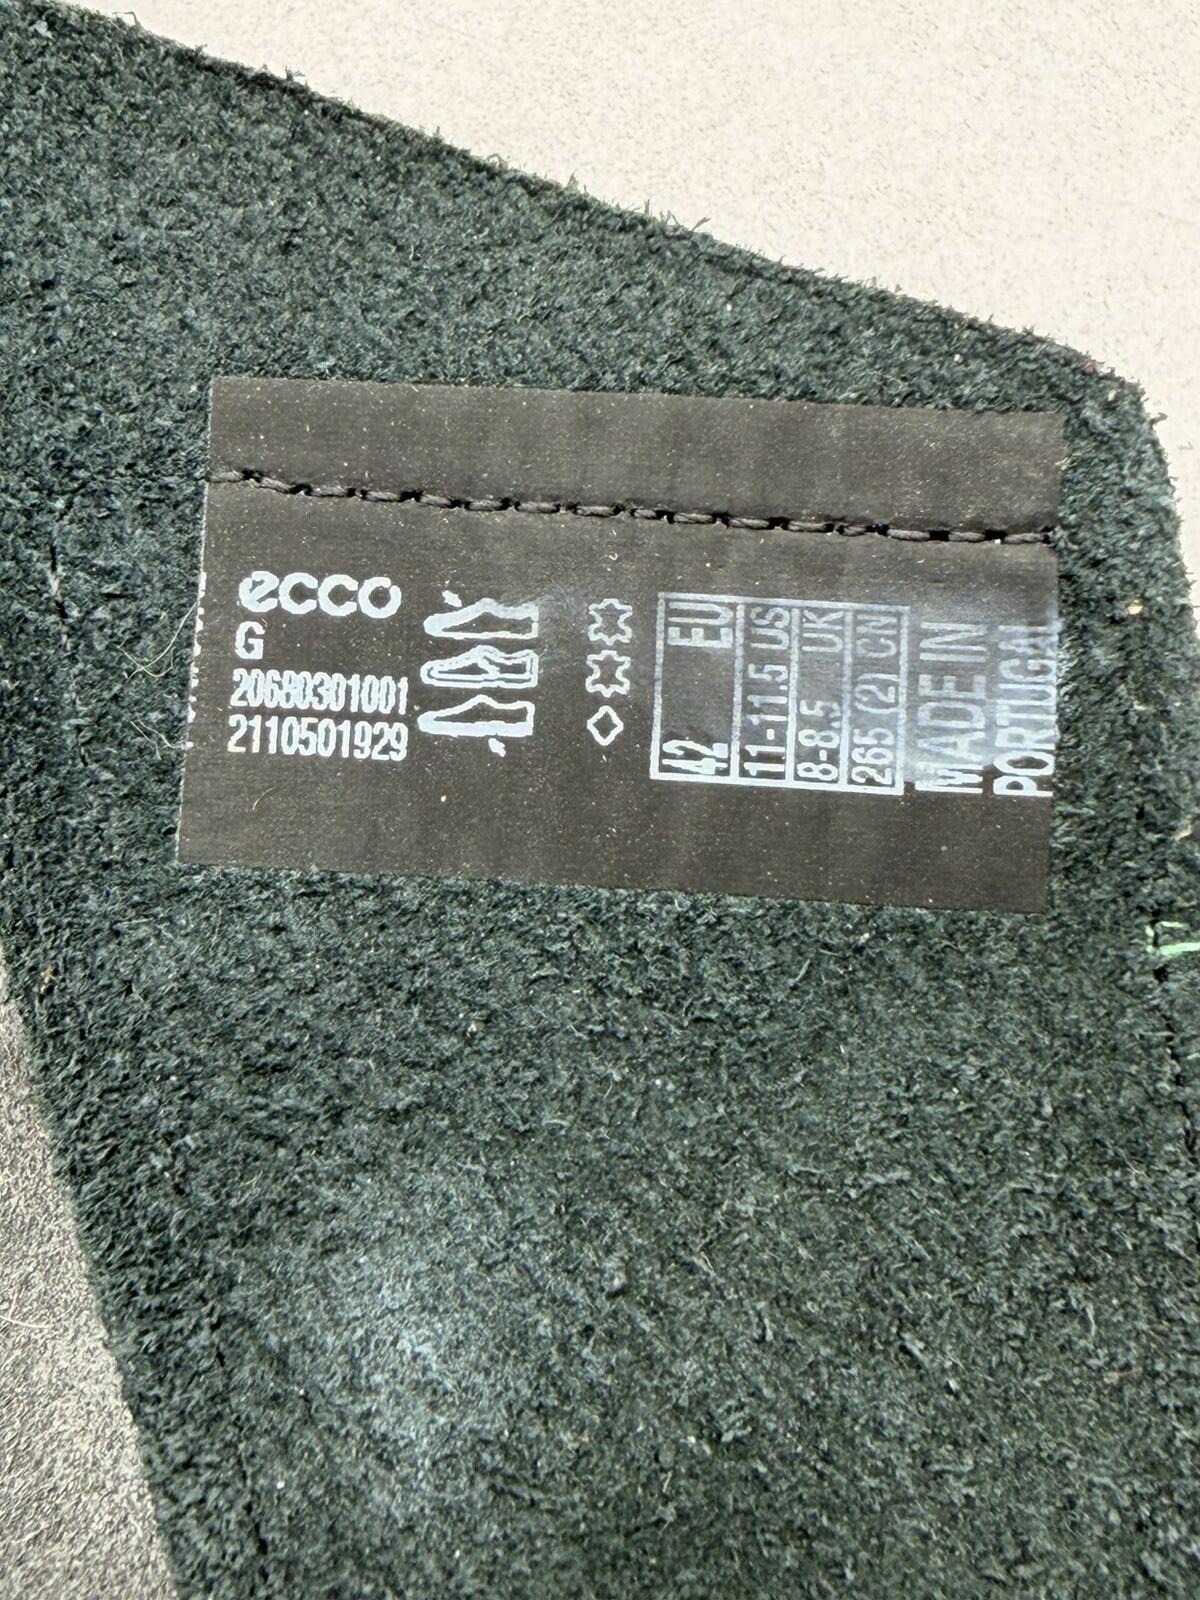 ecco
G
20680301001
2110501929
EU 42
US 11-11.5
UK 8-8.5
CN 265 (2)
MADE IN
PORTUGAL